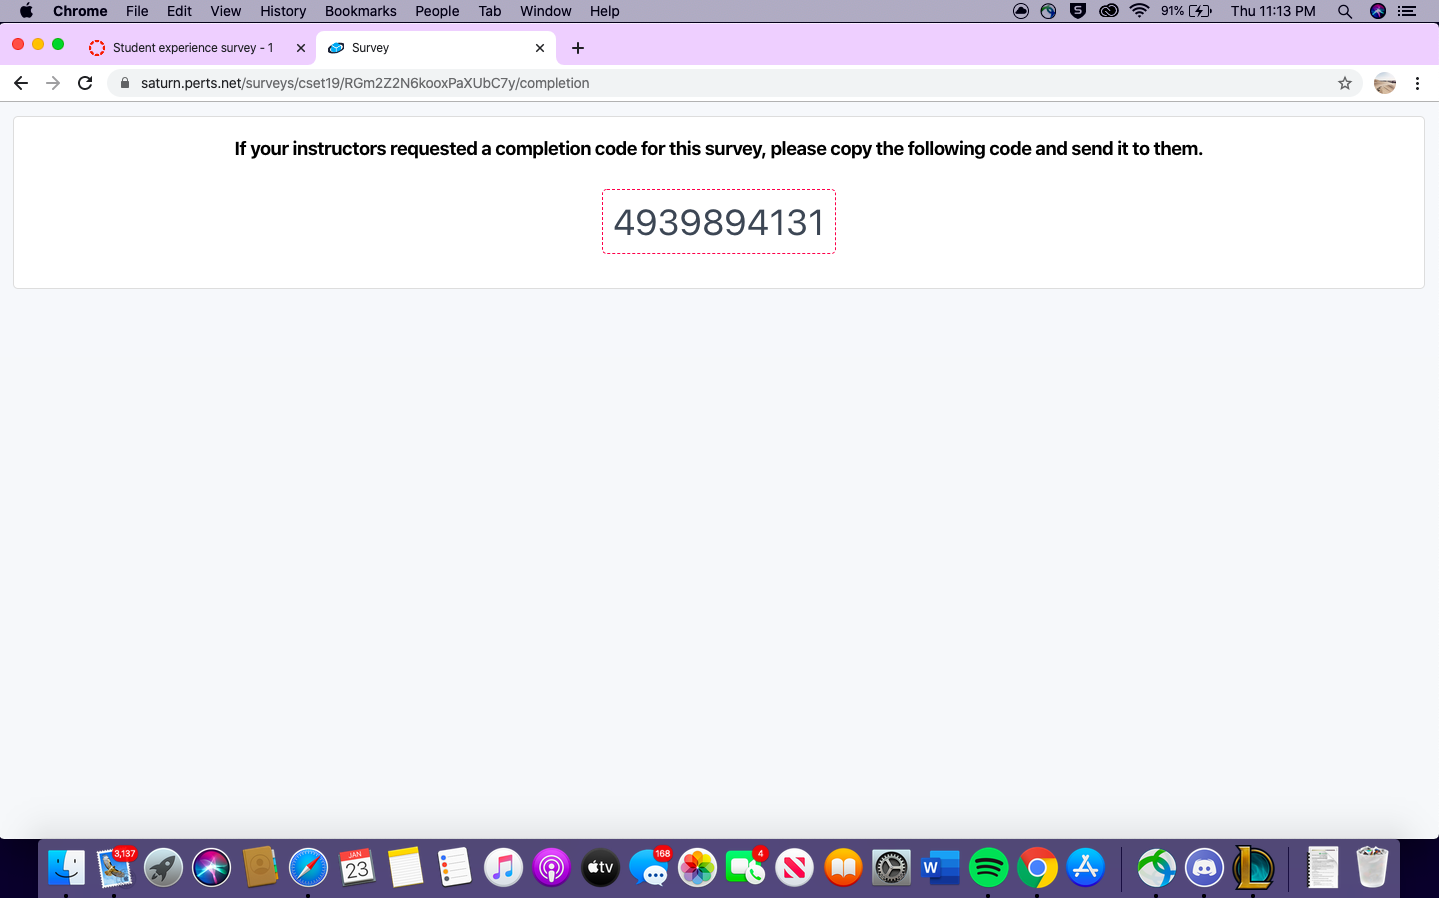 Chrome File Edit View History Bookmarks People Tab Window Help 91% Thu 11:13 PM
Student experience survey - 1 Survey
saturn.perts.net/surveys/cset19/RGm2Z2N6kooxPaXUbC7y/completion
If your instructors requested a completion code for this survey, please copy the following code and send it to them.
4939894131
3,137 JAN 23 tv 168 4 W